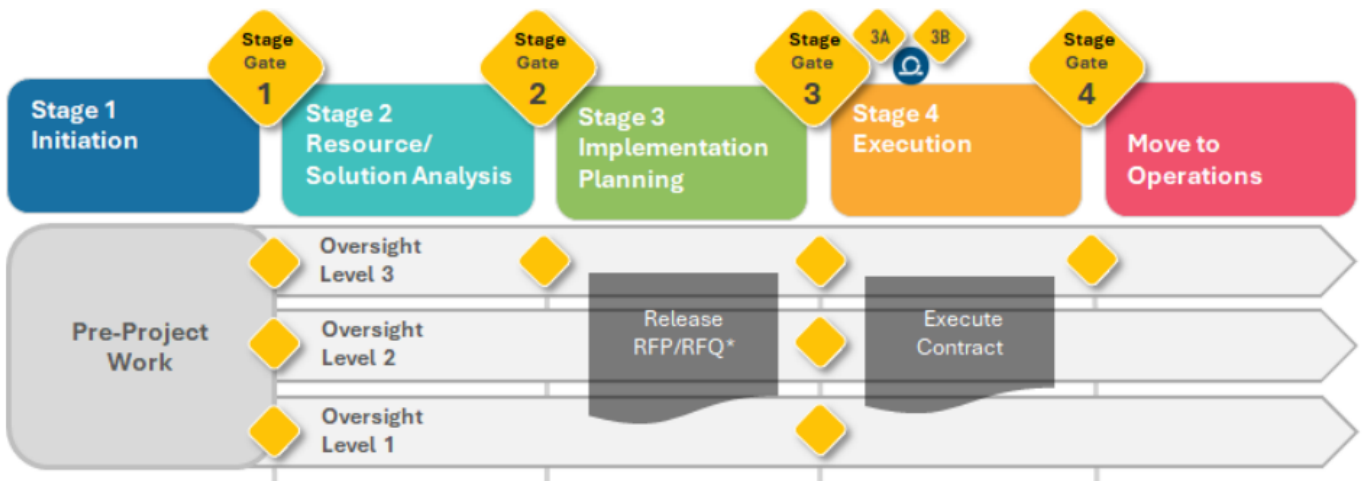 Stage
Gate
1
Stage
Gate
2
Stage
Gate
3
3A
3B
Stage
Gate
4
Stage 1
Initiation
Stage 2
Resource/
Solution Analysis
Stage 3
Implementation
Planning
Stage 4
Execution
Move to
Operations
Pre-Project
Work
Oversight
Level 3
Oversight
Level 2
Oversight
Level 1
Release
RFP/RFQ*
Execute
Contract